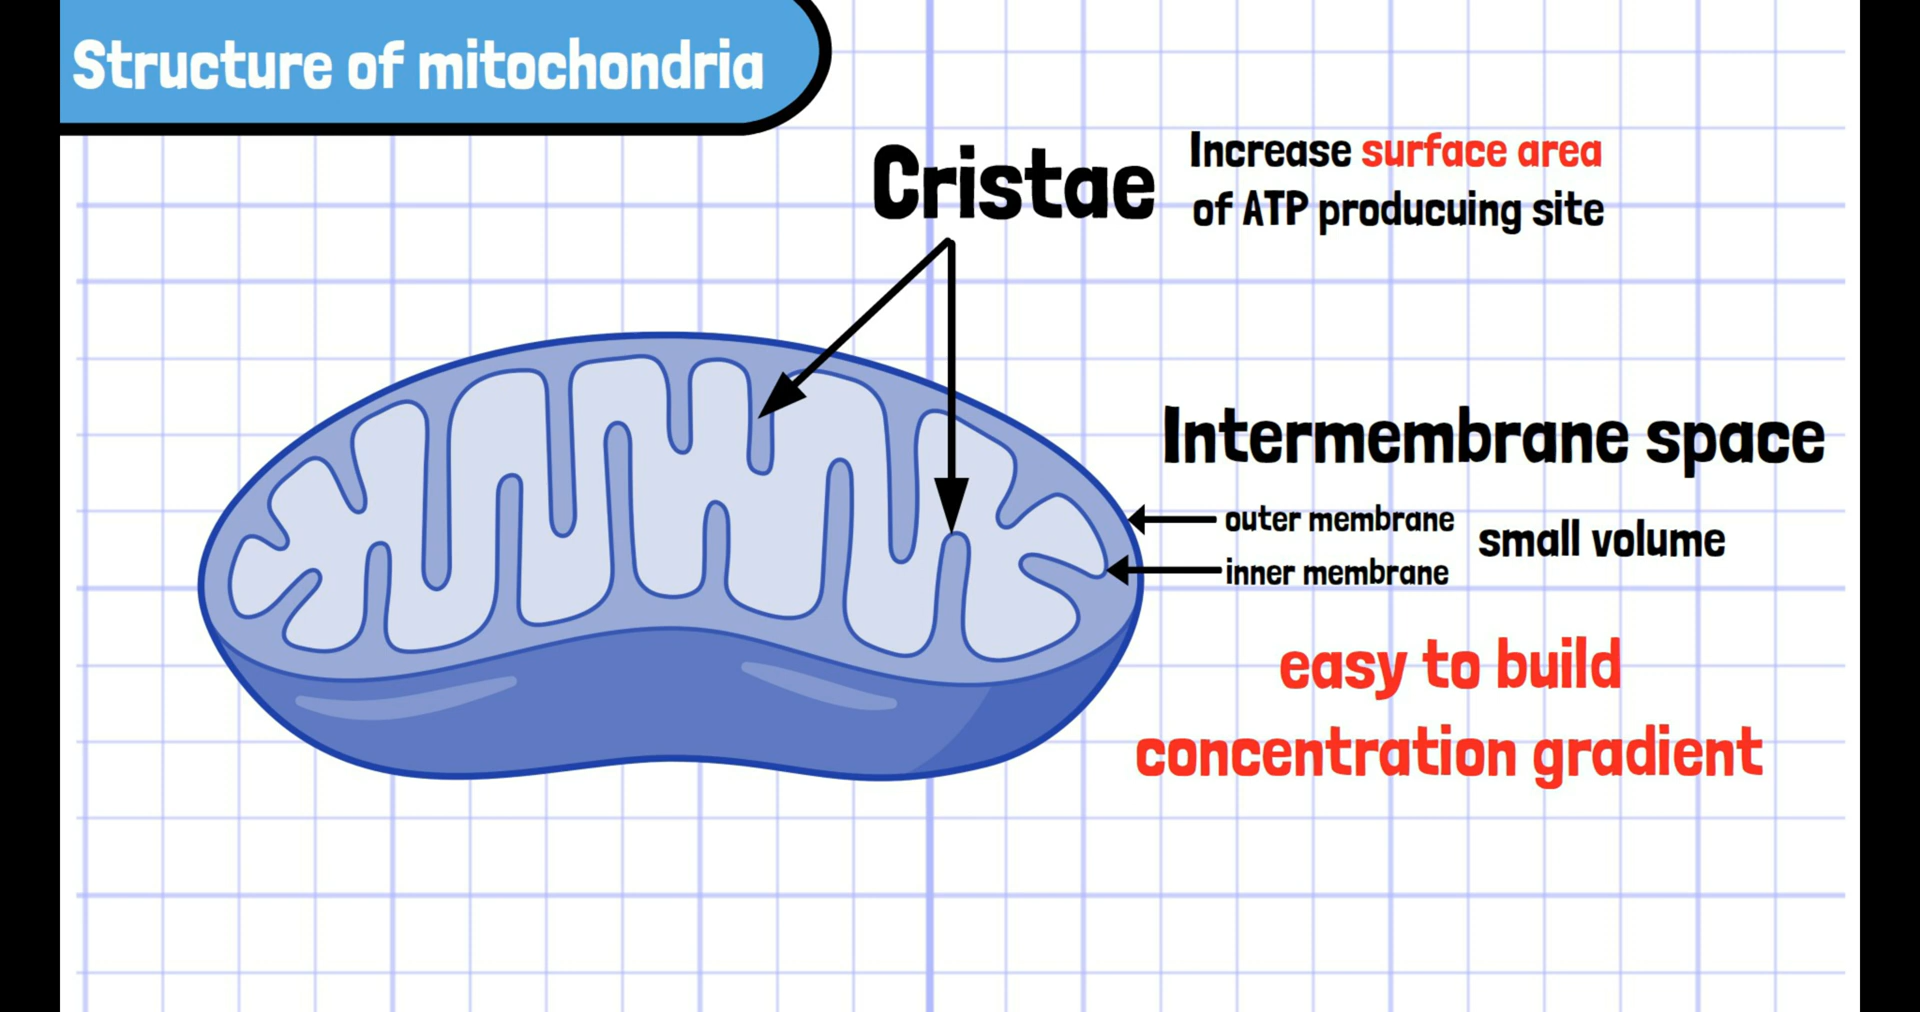 Structure of mitochondria
Cristae
Increase surface area
of ATP producuing site
Intermembrane space
outer membrane
inner membrane
small volume
easy to build
concentration gradient